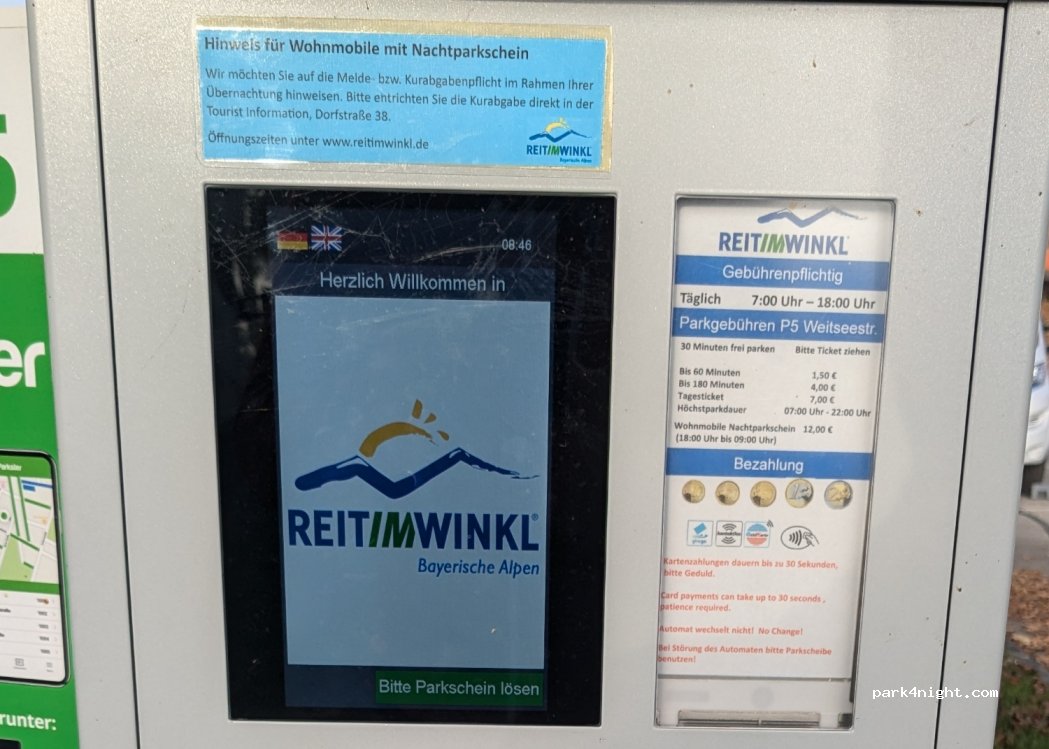 Hinweis für Wohnmobile mit Nachtparkschein
Wir möchten Sie auf die Melde- bzw. Kurabgabenpflicht im Rahmen Ihrer
Übernachtung hinweisen. Bitte entrichten Sie die Kurabgabe direkt in der
Tourist Information, Dorfstraße 38.
Öffnungszeiten unter www.reitimwinkl.de
REITIMWINKL
Bayerische Alpen
08:46
Herzlich Willkommen in
REITIMWINKL®
Bayerische Alpen
Bitte Parkschein lösen
REITIMWINKL
Gebührenpflichtig
Täglich 7:00 Uhr – 18:00 Uhr
Parkgebühren P5 Weitseestr.
30 Minuten frei parken Bitte Ticket ziehen
Bis 60 Minuten 1,50 €
Bis 180 Minuten 4,00 €
Tagesticket 7,00 €
Höchstparkdauer 07:00 Uhr - 22:00 Uhr
Wohnmobile Nachtparkschein 12,00 €
(18:00 Uhr bis 09:00 Uhr)
Bezahlung
Kartenzahlungen dauern bis zu 30 Sekunden,
bitte Geduld.
Card payments can take up to 30 seconds ,
patience required.
Automat wechselt nicht! No Change!
Bei Störung des Automaten bitte Parkscheibe
benutzen!
5
er
runter:
park4night.com